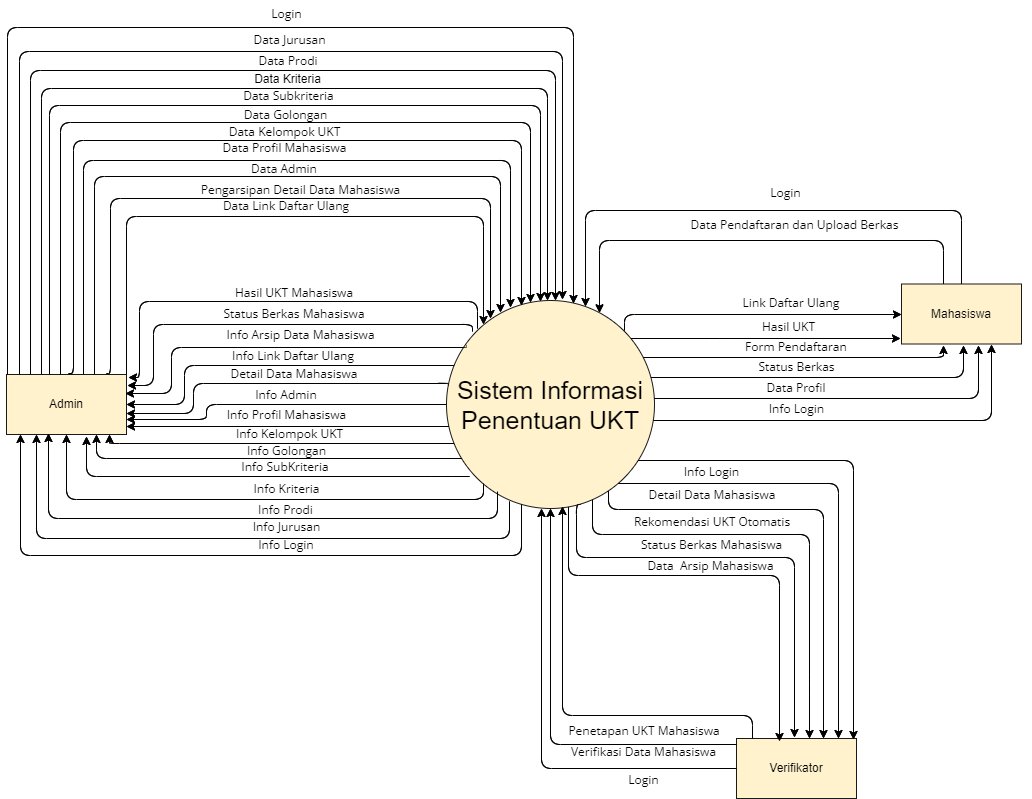 Login
Data Jurusan
Data Prodi
Data Kriteria
Data Subkriteria
Data Golongan
Data Kelompok UKT
Data Profil Mahasiswa
Data Admin
Pengarsipan Detail Data Mahasiswa
Data Link Daftar Ulang
Hasil UKT Mahasiswa
Status Berkas Mahasiswa
Info Arsip Data Mahasiswa
Info Link Daftar Ulang
Detail Data Mahasiswa
Info Admin
Info Profil Mahasiswa
Info Kelompok UKT
Info Golongan
Info SubKriteria
Info Kriteria
Info Prodi
Info Jurusan
Info Login
Admin
Sistem Informasi
Penentuan UKT
Login
Data Pendaftaran dan Upload Berkas
Link Daftar Ulang
Hasil UKT
Form Pendaftaran
Status Berkas
Data Profil
Info Login
Mahasiswa
Info Login
Detail Data Mahasiswa
Rekomendasi UKT Otomatis
Status Berkas Mahasiswa
Data Arsip Mahasiswa
Penetapan UKT Mahasiswa
Verifikasi Data Mahasiswa
Login
Verifikator